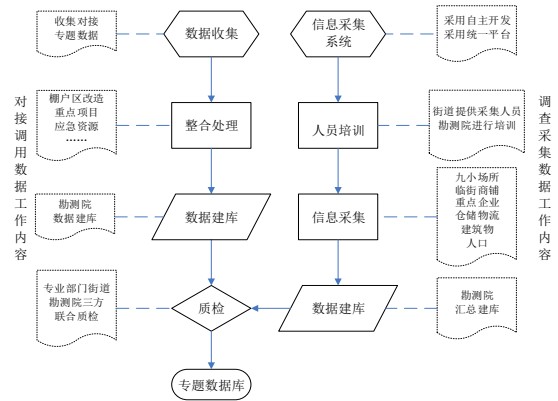 对接调用数据工作内容
收集对接
专题数据
数据收集
棚户区改造
重点项目
应急资源
……
整合处理
勘测院
数据建库
数据建库
专业部门街道
勘测院三方
联合质检
质检
专题数据库
信息采集
系统
采用自主开发
采用统一平台
人员培训
街道提供采集人员
勘测院进行培训
信息采集
九小场所
临街商铺
重点企业
仓储物流
建筑物
人口
数据建库
勘测院
汇总建库
调查采集数据工作内容